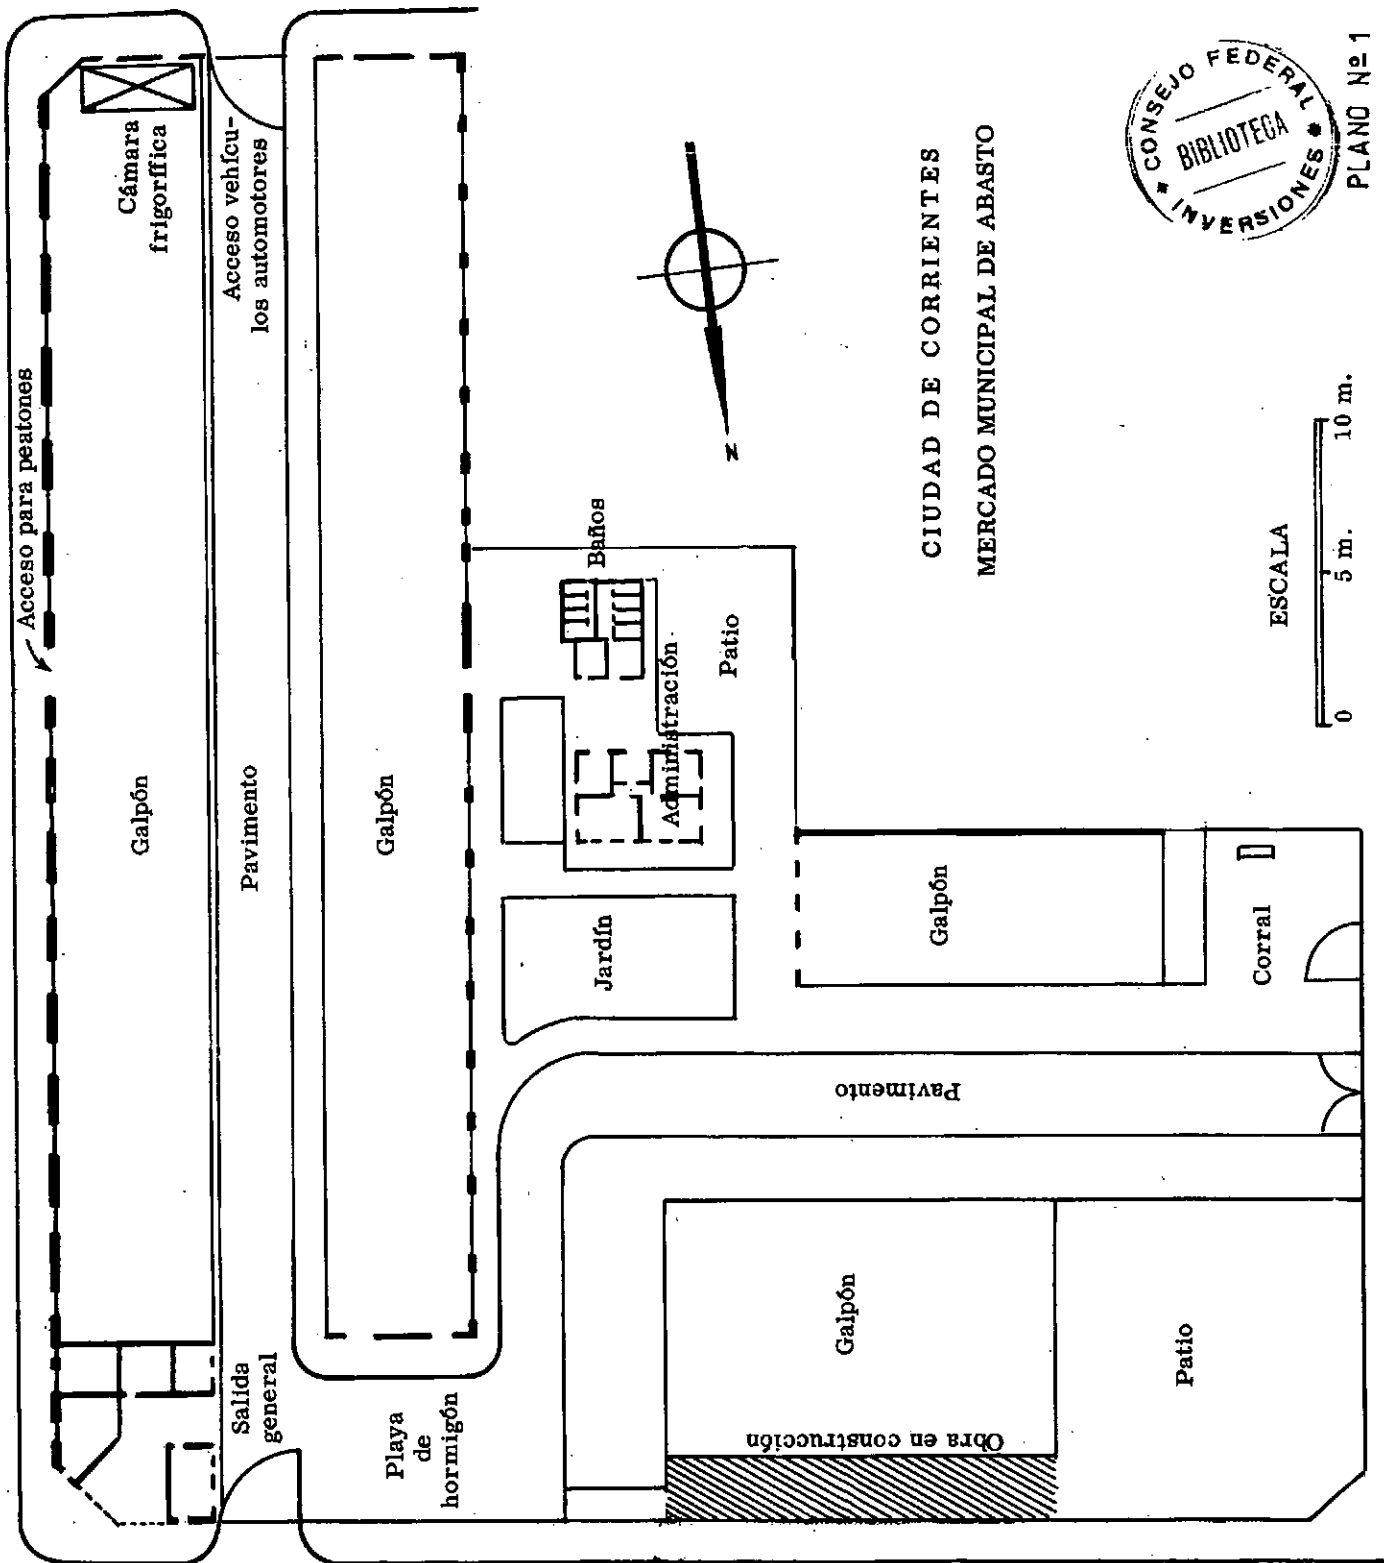 Acceso para peatones
Cámara
frigorífica
Acceso vehícu-
los automotores
Galpón
Pavimento
Galpón
Salida
general
Playa
de
hormigón
Baños
Administración
Patio
Jardín
Galpón
Corral
Pavimento
Galpón
Obra en construcción
Patio
N
CIUDAD DE CORRIENTES
MERCADO MUNICIPAL DE ABASTO
ESCALA
0 5 m. 10 m.
CONSEJO FEDERAL
BIBLIOTECA
* INVERSIONES *
PLANO Nº 1